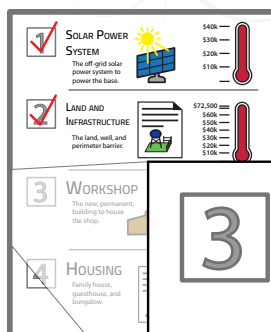 1
SOLAR POWER
SYSTEM
The off-grid solar
power system to
power the base.
$40k
$30k
$20k
$10k
2
LAND AND
INFRASTRUCTURE
The land, well, and
perimeter barrier.
$72,500
$60k
$50k
$40k
$30k
$20k
$10k
3
WORKSHOP
The new, permanent,
building to house
the shop.
4
HOUSING
Family house,
guesthouse, and
bungalow.
3